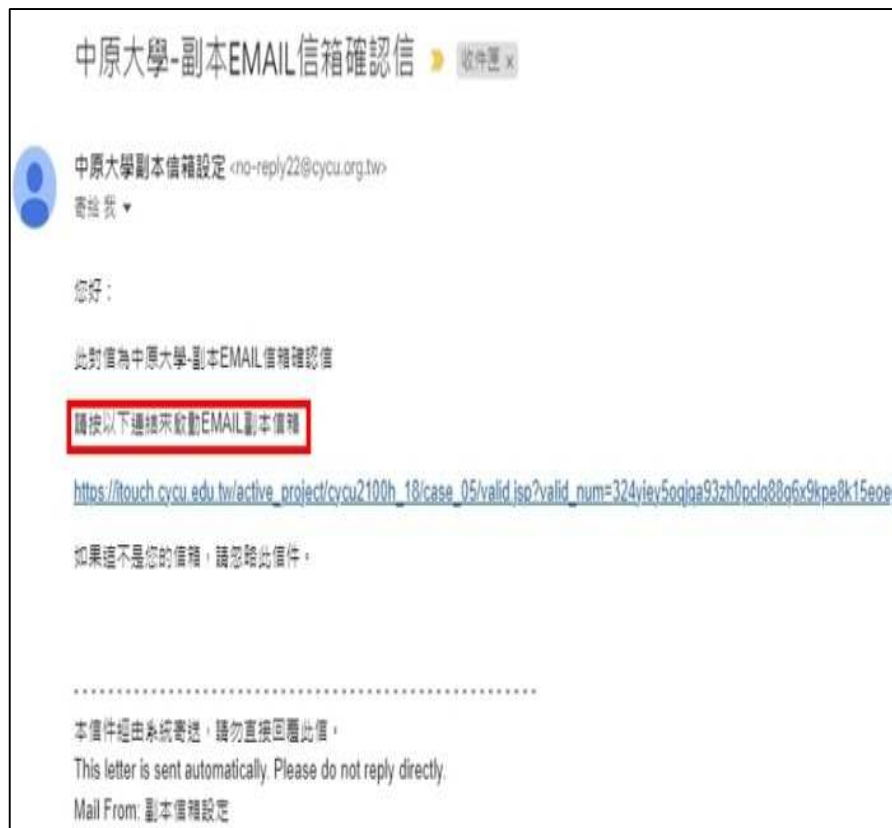 中原大學-副本EMAIL信箱確認信 收件匣 x
中原大學副本信箱設定 <no-reply22@cycu.org.tw>
寄給 我
您好：
此封信為中原大學-副本EMAIL信箱確認信
請按以下連結來啟動EMAIL副本信箱
https://itouch.cycu.edu.tw/active_project/cycu2100h_18/case_05/valid.jsp?valid_num=
如果這不是您的信箱，請忽略此信件。
本信件經由系統寄送，請勿直接回覆此信。
This letter is sent automatically. Please do not reply directly.
Mail From: 副本信箱設定